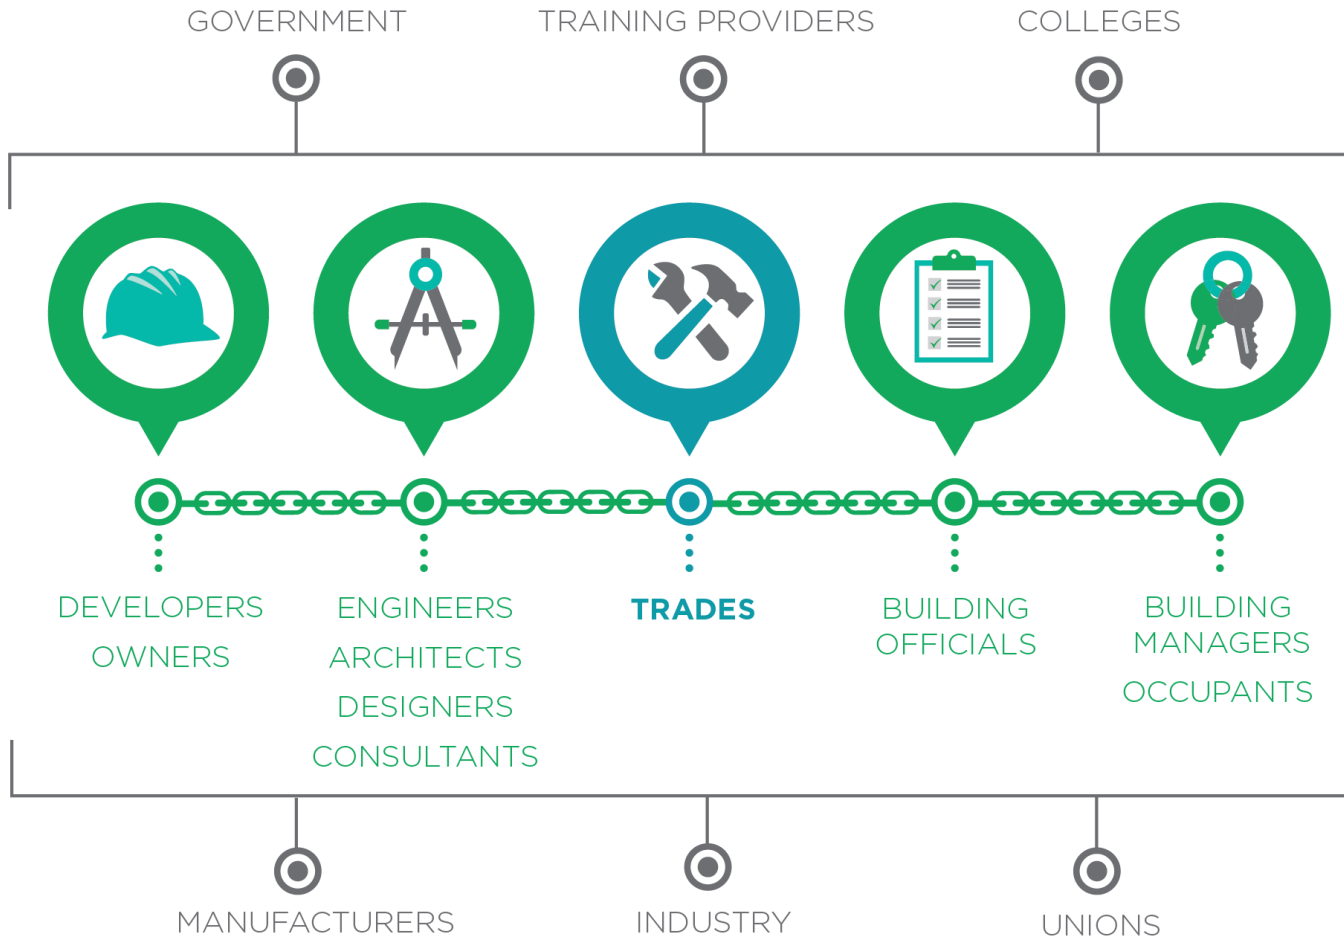 GOVERNMENT
TRAINING PROVIDERS
COLLEGES
DEVELOPERS
OWNERS
ENGINEERS
ARCHITECTS
DESIGNERS
CONSULTANTS
TRADES
BUILDING
OFFICIALS
BUILDING
MANAGERS
OCCUPANTS
MANUFACTURERS
INDUSTRY
UNIONS